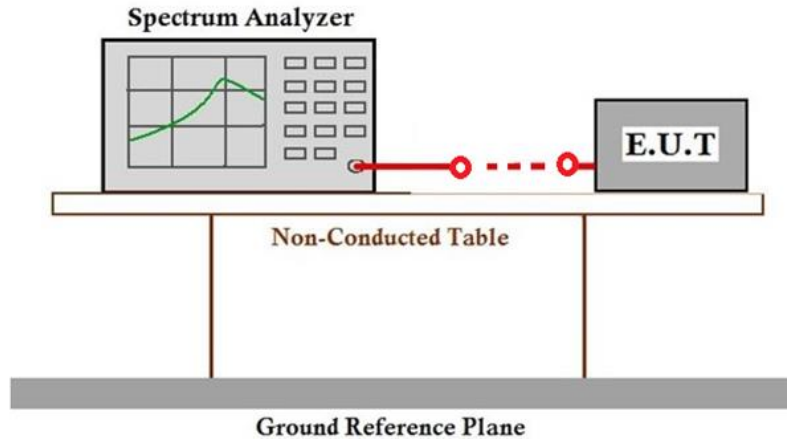 Spectrum Analyzer
E.U.T
Non-Conducted Table
Ground Reference Plane